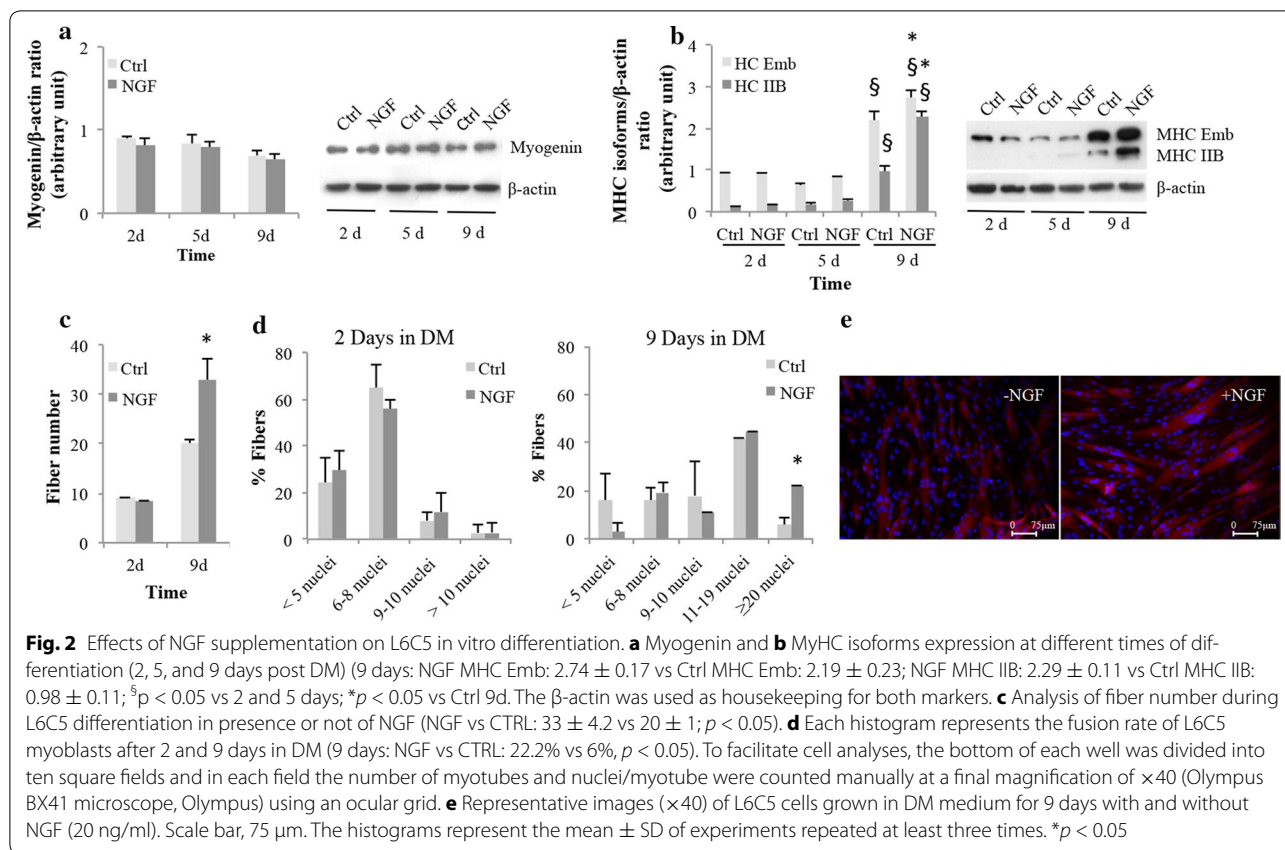 a
2
1
0
Myogenin/β-actin ratio
(arbitrary unit)
Ctrl
NGF
2d 5d 9d
Time
Ctrl NGF Ctrl NGF Ctrl NGF
Myogenin
β-actin
2 d 5 d 9 d
b
MHC isoforms/β-actin
ratio
(arbitrary unit)
4
3
2
1
0
HC Emb
HC IIB
§ § * § * §
Ctrl NGF Ctrl NGF Ctrl NGF
2 d 5 d 9 d
Time
Ctrl NGF Ctrl NGF Ctrl NGF
MHC Emb
MHC IIB
β-actin
2 d 5 d 9 d
c
Fiber number
40
30
20
10
0
Ctrl
NGF
*
2d 9d
Time
d
2 Days in DM
% Fibers
80
60
40
20
0
Ctrl
NGF
< 5 nuclei 6-8 nuclei 9-10 nuclei > 10 nuclei
9 Days in DM
% Fibers
80
60
40
20
0
Ctrl
NGF
*
< 5 nuclei 6-8 nuclei 9-10 nuclei 11-19 nuclei ≥20 nuclei
e
-NGF
0 75μm
+NGF
0 75μm
Fig. 2 Effects of NGF supplementation on L6C5 in vitro differentiation. a Myogenin and b MyHC isoforms expression at different times of dif-
ferentiation (2, 5, and 9 days post DM) (9 days: NGF MHC Emb: 2.74 ± 0.17 vs Ctrl MHC Emb: 2.19 ± 0.23; NGF MHC IIB: 2.29 ± 0.11 vs Ctrl MHC IIB:
0.98 ± 0.11; §p < 0.05 vs 2 and 5 days; *p < 0.05 vs Ctrl 9d. The β-actin was used as housekeeping for both markers. c Analysis of fiber number during
L6C5 differentiation in presence or not of NGF (NGF vs CTRL: 33 ± 4.2 vs 20 ± 1; p < 0.05). d Each histogram represents the fusion rate of L6C5
myoblasts after 2 and 9 days in DM (9 days: NGF vs CTRL: 22.2% vs 6%, p < 0.05). To facilitate cell analyses, the bottom of each well was divided into
ten square fields and in each field the number of myotubes and nuclei/myotube were counted manually at a final magnification of ×40 (Olympus
BX41 microscope, Olympus) using an ocular grid. e Representative images (×40) of L6C5 cells grown in DM medium for 9 days with and without
NGF (20 ng/ml). Scale bar, 75 μm. The histograms represent the mean ± SD of experiments repeated at least three times. *p < 0.05